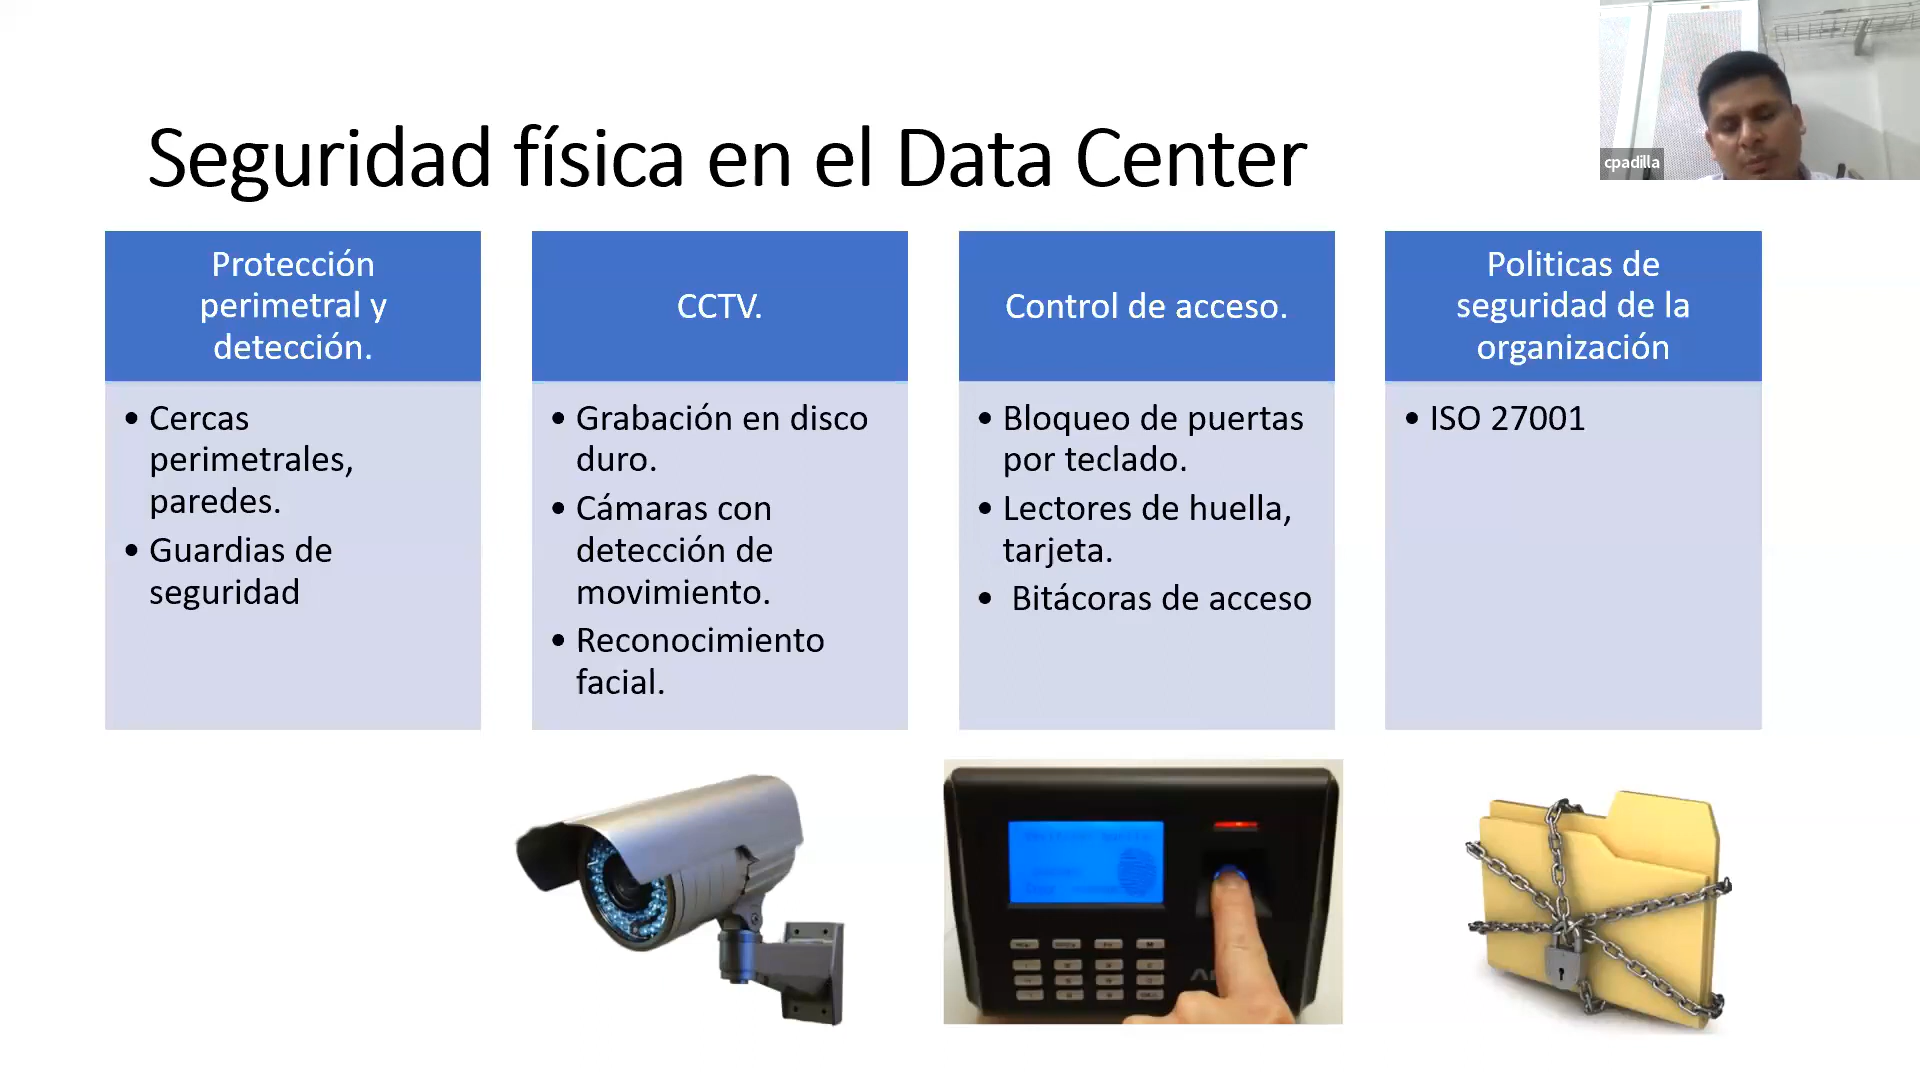 cpadilla
Seguridad física en el Data Center
Protección
perimetral y
detección.
• Cercas
perimetrales,
paredes.
• Guardias de
seguridad
CCTV.
• Grabación en disco
duro.
• Cámaras con
detección de
movimiento.
• Reconocimiento
facial.
Control de acceso.
• Bloqueo de puertas
por teclado.
• Lectores de huella,
tarjeta.
• Bitácoras de acceso
Politicas de
seguridad de la
organización
• ISO 27001